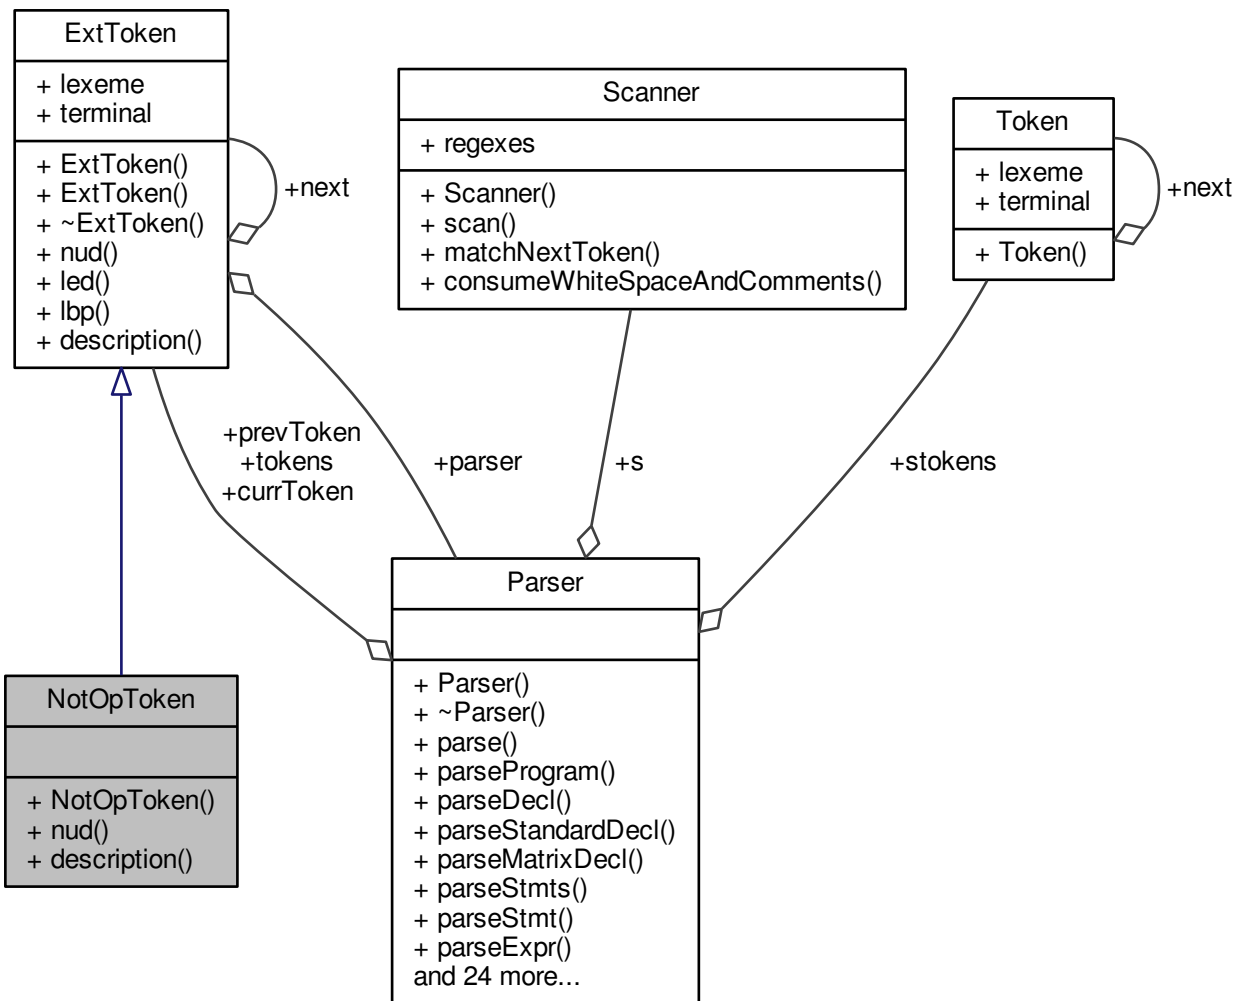 ExtToken
+ lexeme
+ terminal
+ ExtToken()
+ ExtToken()
+ ~ExtToken()
+ nud()
+ led()
+ lbp()
+ description()
+next
Scanner
+ regexes
+ Scanner()
+ scan()
+ matchNextToken()
+ consumeWhiteSpaceAndComments()
Token
+ lexeme
+ terminal
+ Token()
+next
+prevToken
+tokens
+currToken
+parser
+s
+stokens
NotOpToken
+ NotOpToken()
+ nud()
+ description()
Parser
+ Parser()
+ ~Parser()
+ parse()
+ parseProgram()
+ parseDecl()
+ parseStandardDecl()
+ parseMatrixDecl()
+ parseStmts()
+ parseStmt()
+ parseExpr()
and 24 more...